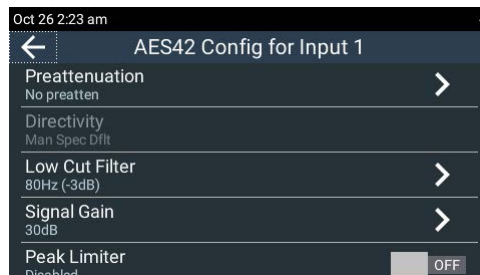 Oct 26 2:23 am
AES42 Config for Input 1
Preattenuation
No preatten
Directivity
Man Spec Dflt
Low Cut Filter
80Hz (-3dB)
Signal Gain
30dB
Peak Limiter
OFF
Disabled